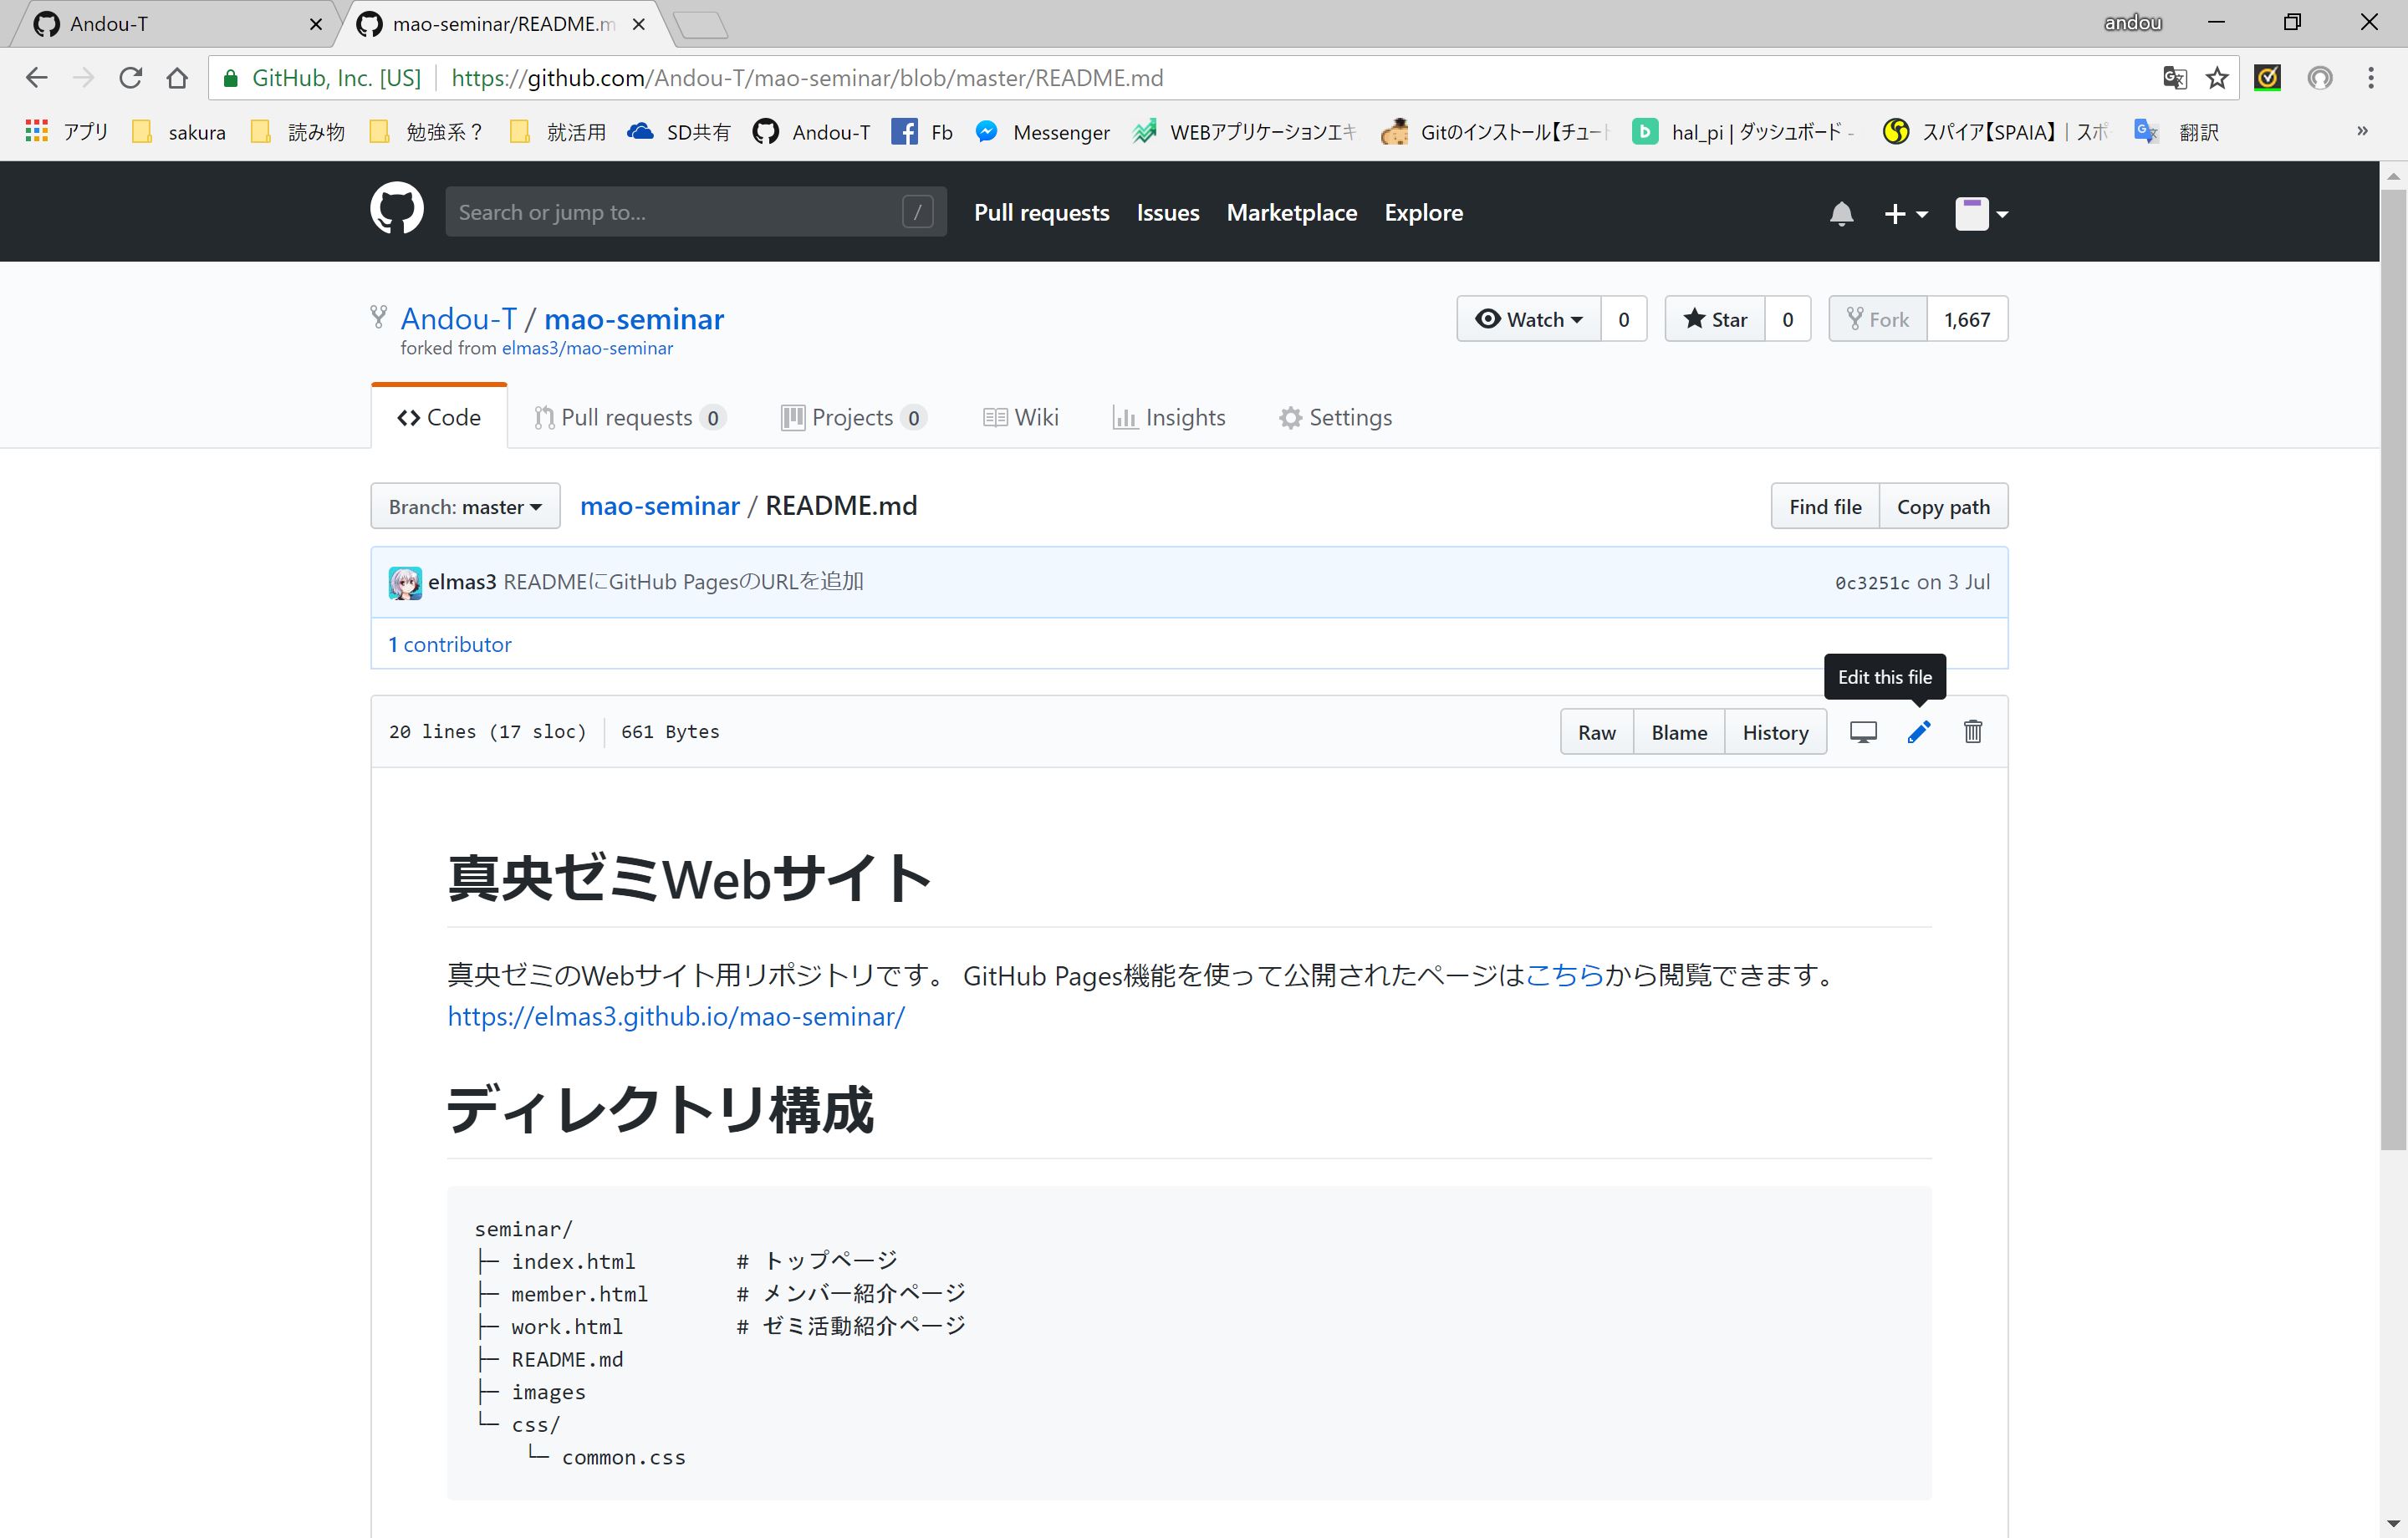 Andou-T
mao-seminar/README.m
andou
GitHub, Inc. [US] https://github.com/Andou-T/mao-seminar/blob/master/README.md
アプリ sakura 読み物 勉強系？ 就活用 SD共有 Andou-T Fb Messenger WEBアプリケーションエキ Gitのインストール【チュート hal_pi | ダッシュボード - スパイア【SPAIA】 | スポ 翻訳 »
Search or jump to... / Pull requests Issues Marketplace Explore
Andou-T / mao-seminar Watch 0 Star 0 Fork 1,667
forked from elmas3/mao-seminar
Code Pull requests 0 Projects 0 Wiki Insights Settings
Branch: master mao-seminar / README.md Find file Copy path
elmas3 READMEにGitHub PagesのURLを追加 0c3251c on 3 Jul
1 contributor
Edit this file
20 lines (17 sloc) 661 Bytes Raw Blame History
真央ゼミWebサイト
真央ゼミのWebサイト用リポジトリです。 GitHub Pages機能を使って公開されたページはこちらから閲覧できます。
https://elmas3.github.io/mao-seminar/
ディレクトリ構成
seminar/
├─ index.html # トップページ
├─ member.html # メンバー紹介ページ
├─ work.html # ゼミ活動紹介ページ
├─ README.md
├─ images
└─ css/
└─ common.css